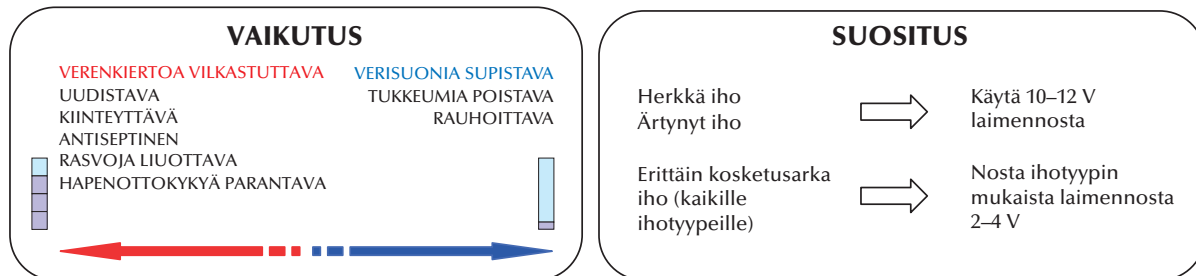 VAIKUTUS
VERENKIERTOA VILKASTUTTAVA
UUDISTAVA
KIINTEYTTÄVÄ
ANTISEPTINEN
RASVOJA LIUOTTAVA
HAPENOTTOKYKYÄ PARANTAVA
VERISUONIA SUPISTAVA
TUKKEUMIA POISTAVA
RAUHOITTAVA
SUOSITUS
Herkkä iho
Ärtynyt iho
Käytä 10–12 V
laimennosta
Erittäin kosketusarka
iho (kaikille
ihotyypeille)
Nosta ihotyypin
mukaista laimennosta
2–4 V